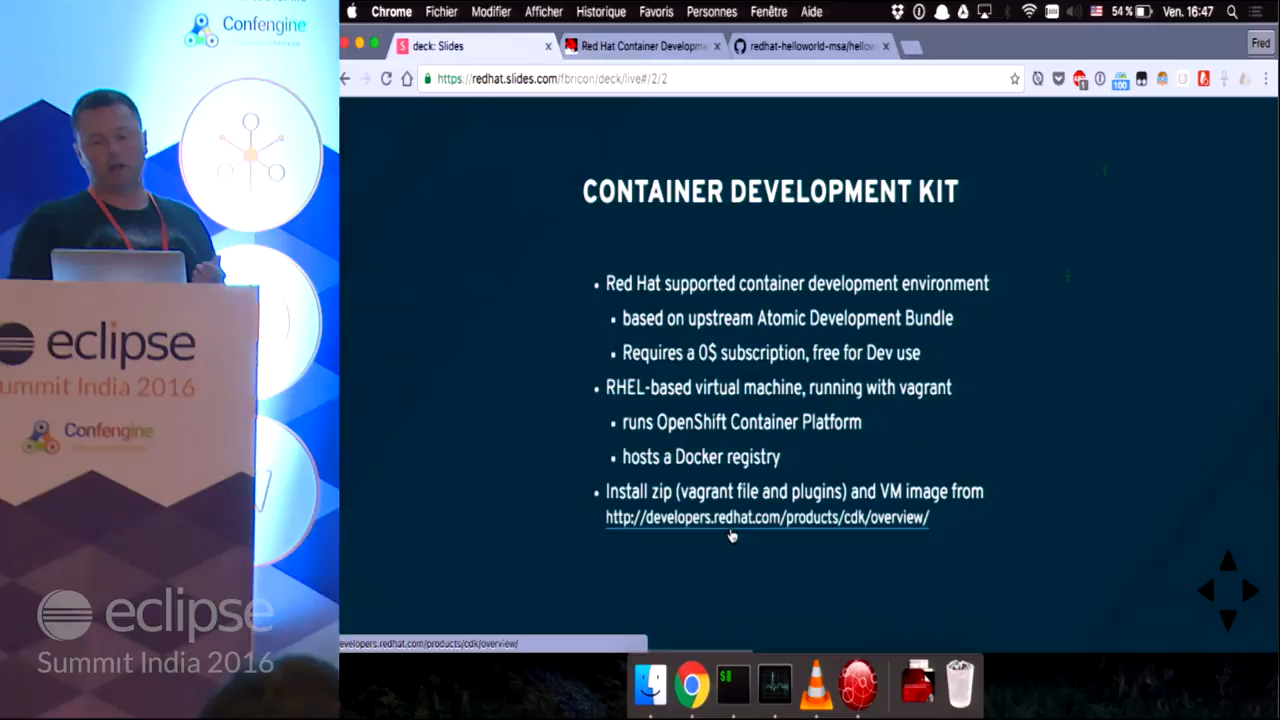 Confengine
Chrome Fichier Modifier Afficher Historique Favoris Personnes Fenêtre Aide
54 % Ven. 16:47
deck: Slides
Red Hat Container Developm
redhat-helloworld-msa/hellow
Fred
https://redhat.slides.com/fbricon/deck/live#/2/2
1
100
CONTAINER DEVELOPMENT KIT
• Red Hat supported container development environment
• based on upstream Atomic Development Bundle
• Requires a 0$ subscription, free for Dev use
• RHEL-based virtual machine, running with vagrant
• runs OpenShift Container Platform
• hosts a Docker registry
• Install zip (vagrant file and plugins) and VM image from
http://developers.redhat.com/products/cdk/overview/
evelopers.redhat.com/products/cdk/overview/
eclipse
ummit India 2016
Confengine
eclipse
Summit India 2016